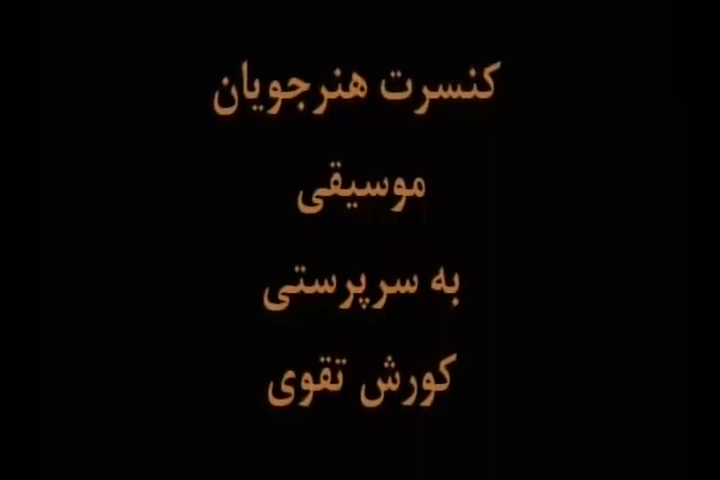 کنسرت هنرجویان
موسیقی
به سرپرستی
کورش تقوی